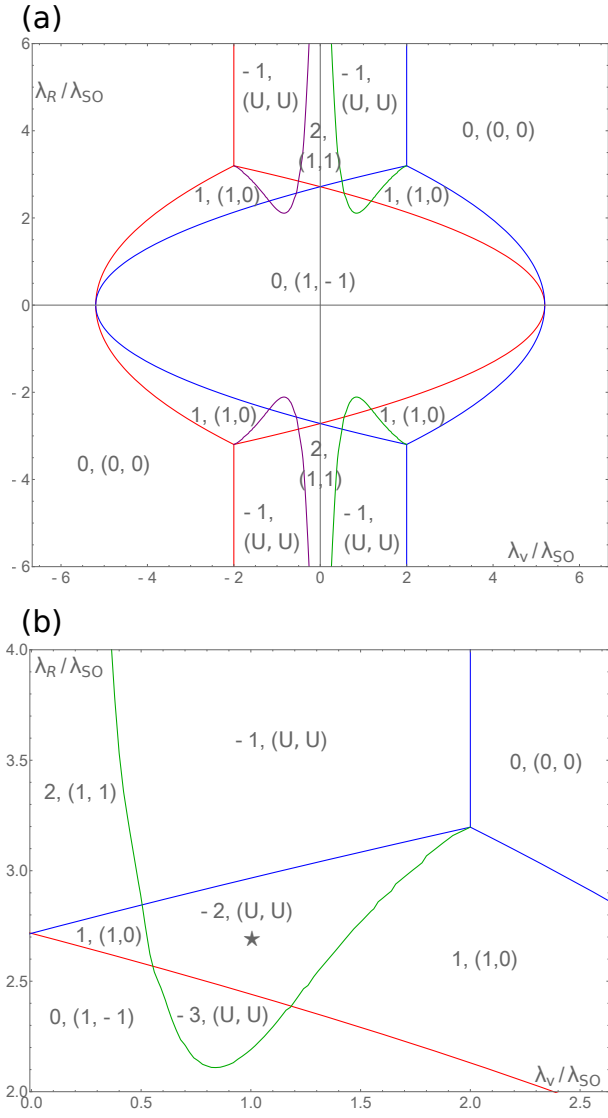 (a)
λR/λSO
- 1,
(U, U)
- 1,
(U, U)
2,
(1,1)
0, (0, 0)
1, (1,0)
1, (1,0)
0, (1, - 1)
1, (1,0)
1, (1,0)
2,
(1,1)
0, (0, 0)
- 1,
(U, U)
- 1,
(U, U)
λv/λSO
6
4
2
0
- 2
- 4
- 6
- 6
- 4
- 2
0
2
4
6
(b)
λR/λSO
- 1, (U, U)
0, (0, 0)
2, (1, 1)
- 2, (U, U)
1, (1,0)
1, (1,0)
0, (1, - 1)
- 3, (U, U)
λv/λSO
4.0
3.5
3.0
2.5
2.0
0.0
0.5
1.0
1.5
2.0
2.5